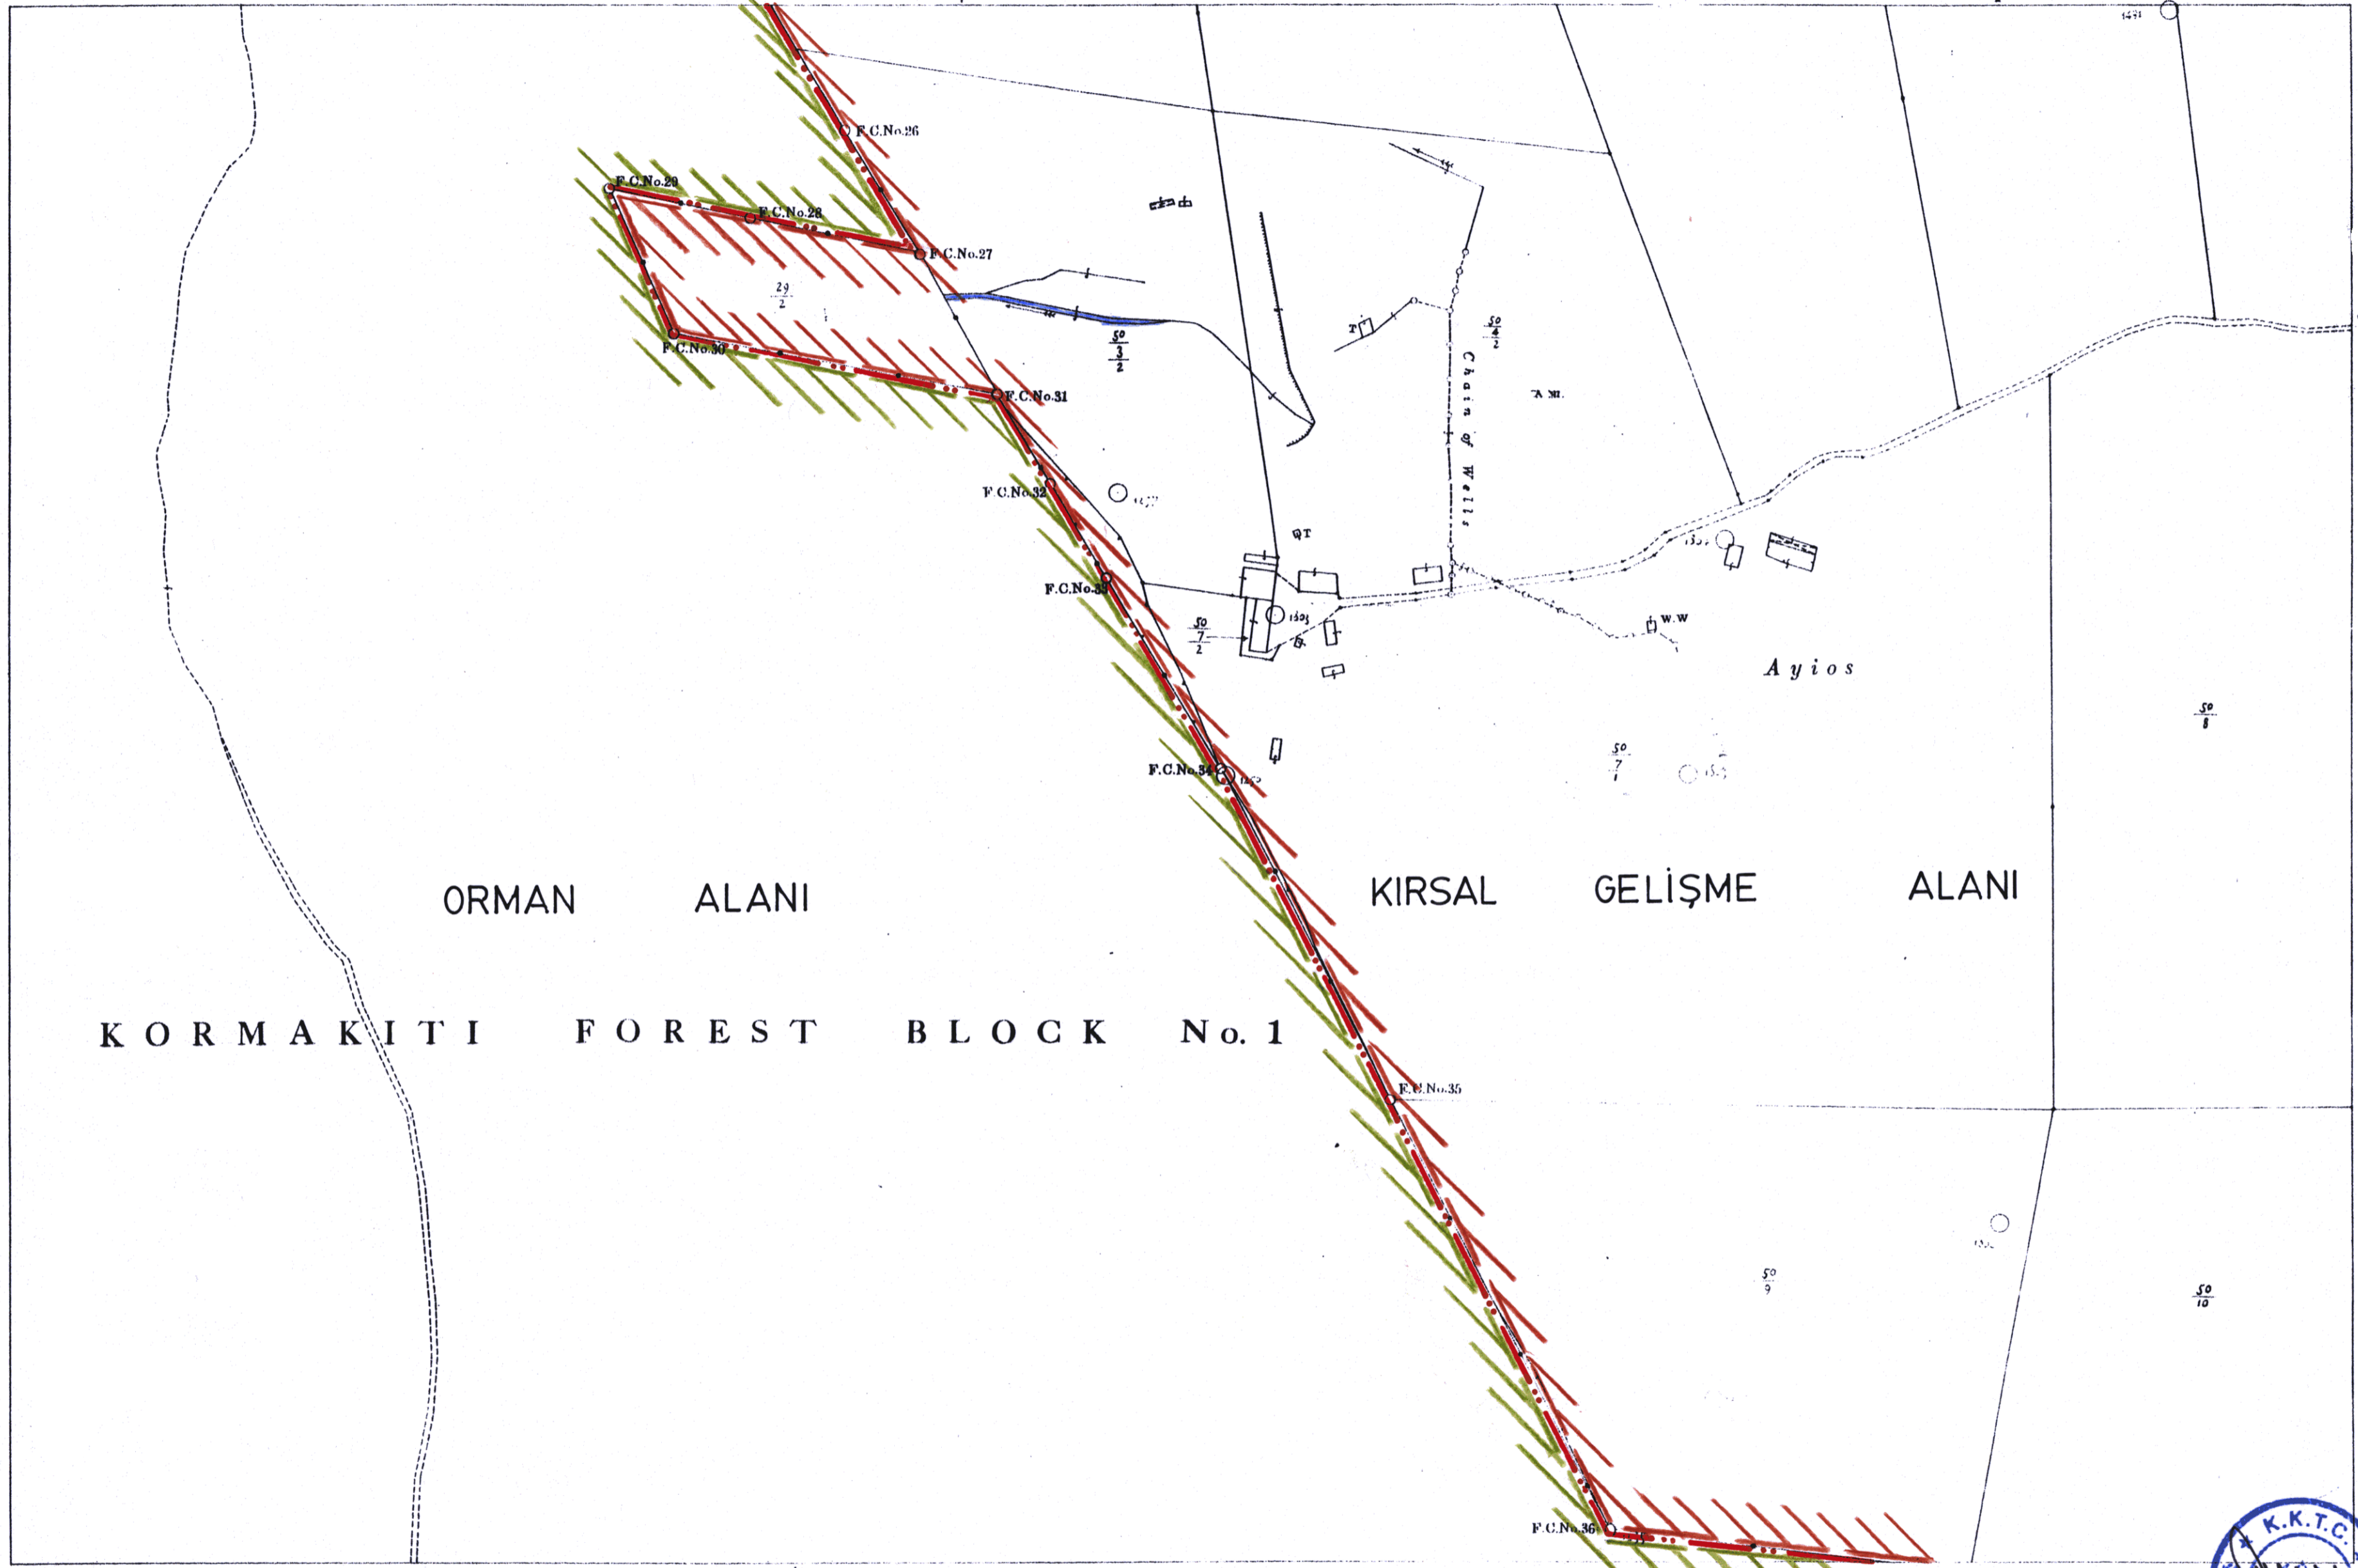 1471
F.C.No.26
F.C.No.29
F.C.No.28
F.C.No.27
29
2
50
3
2
T
50
4
2
Chain of Wells
F.C.No.30
F.C.No.31
F.C.No.32
QT
F.C.No.33
1303
50
7
2
W.W
Ayios
50
8
50
7
1
F.C.No.34
ORMAN ALANI
KIRSAL GELİŞME ALANI
KORMAKITI FOREST BLOCK No. 1
F.C.No.35
50
9
50
10
F.C.No.36
K.K.T.C.